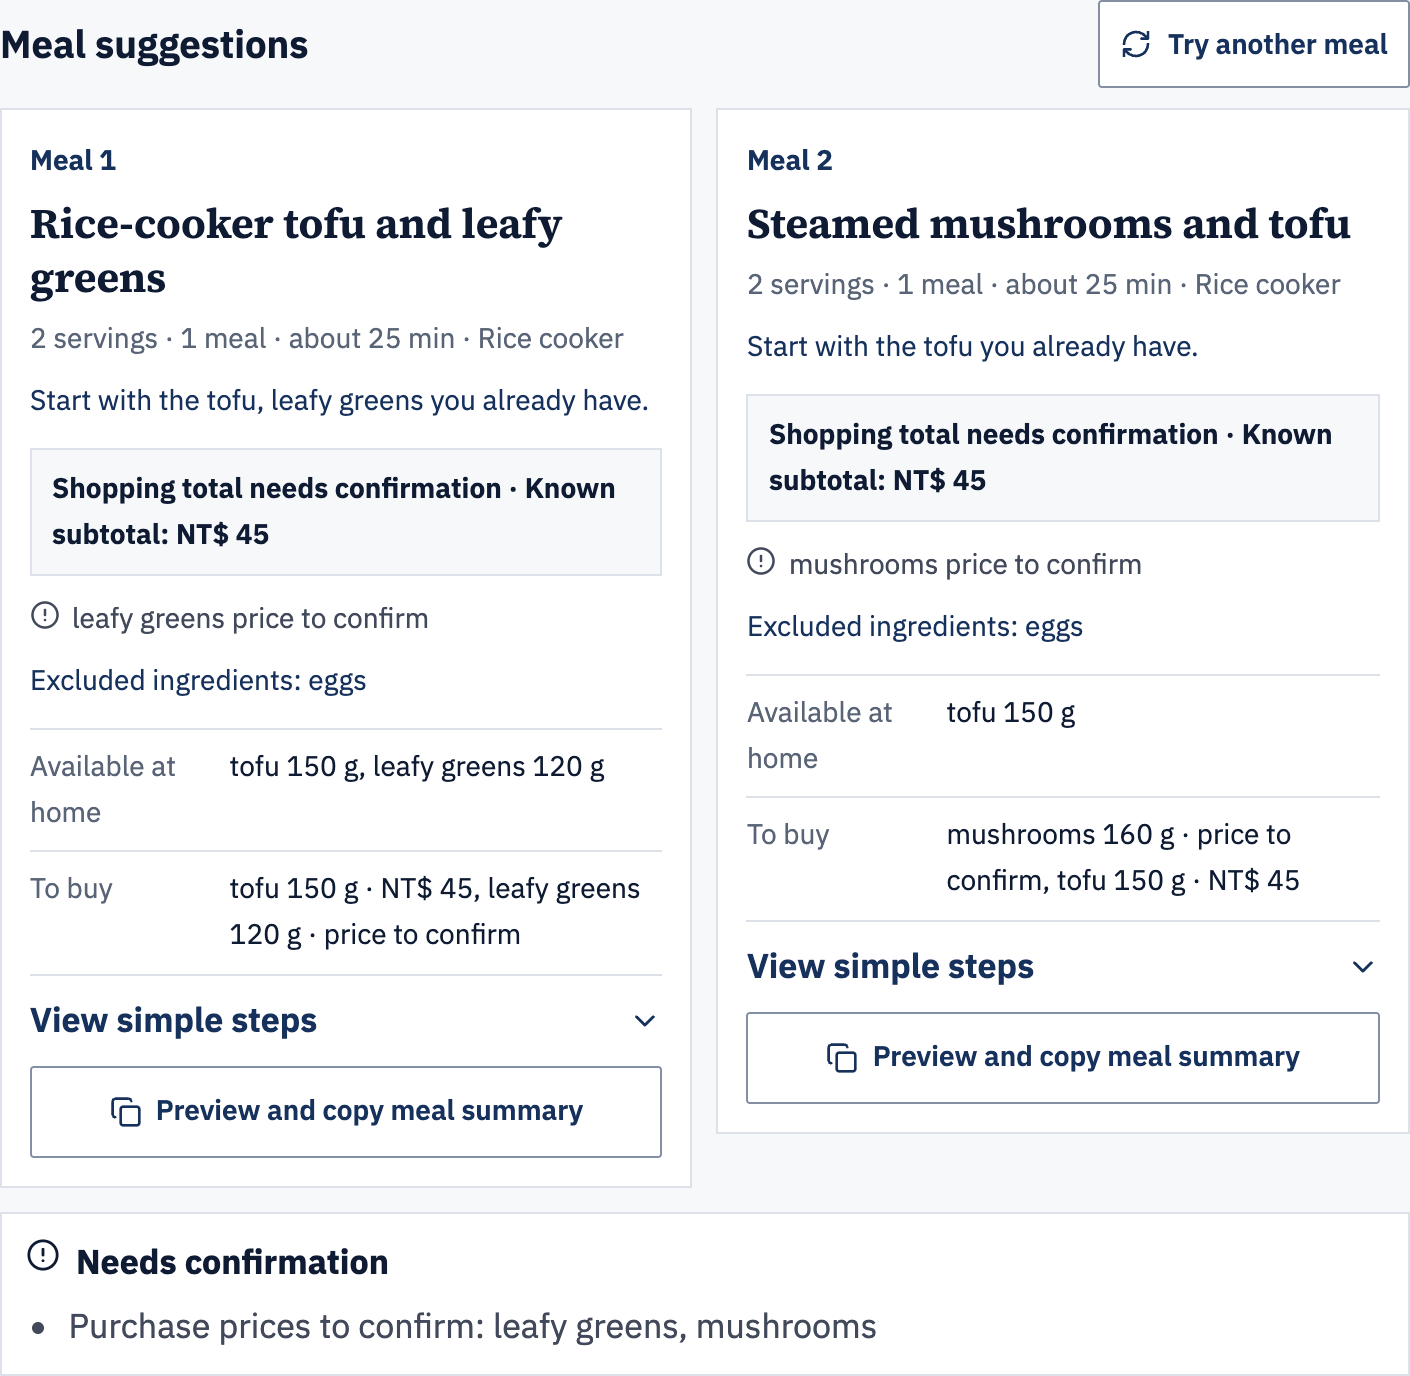 Meal suggestions
Try another meal
Meal 1
Rice-cooker tofu and leafy
greens
2 servings · 1 meal · about 25 min · Rice cooker
Start with the tofu, leafy greens you already have.
Shopping total needs confirmation · Known
subtotal: NT$ 45
leafy greens price to confirm
Excluded ingredients: eggs
Available at
home
tofu 150 g, leafy greens 120 g
To buy
tofu 150 g · NT$ 45, leafy greens
120 g · price to confirm
View simple steps
Preview and copy meal summary
Meal 2
Steamed mushrooms and tofu
2 servings · 1 meal · about 25 min · Rice cooker
Start with the tofu you already have.
Shopping total needs confirmation · Known
subtotal: NT$ 45
mushrooms price to confirm
Excluded ingredients: eggs
Available at
home
tofu 150 g
To buy
mushrooms 160 g · price to
confirm, tofu 150 g · NT$ 45
View simple steps
Preview and copy meal summary
Needs confirmation
• Purchase prices to confirm: leafy greens, mushrooms